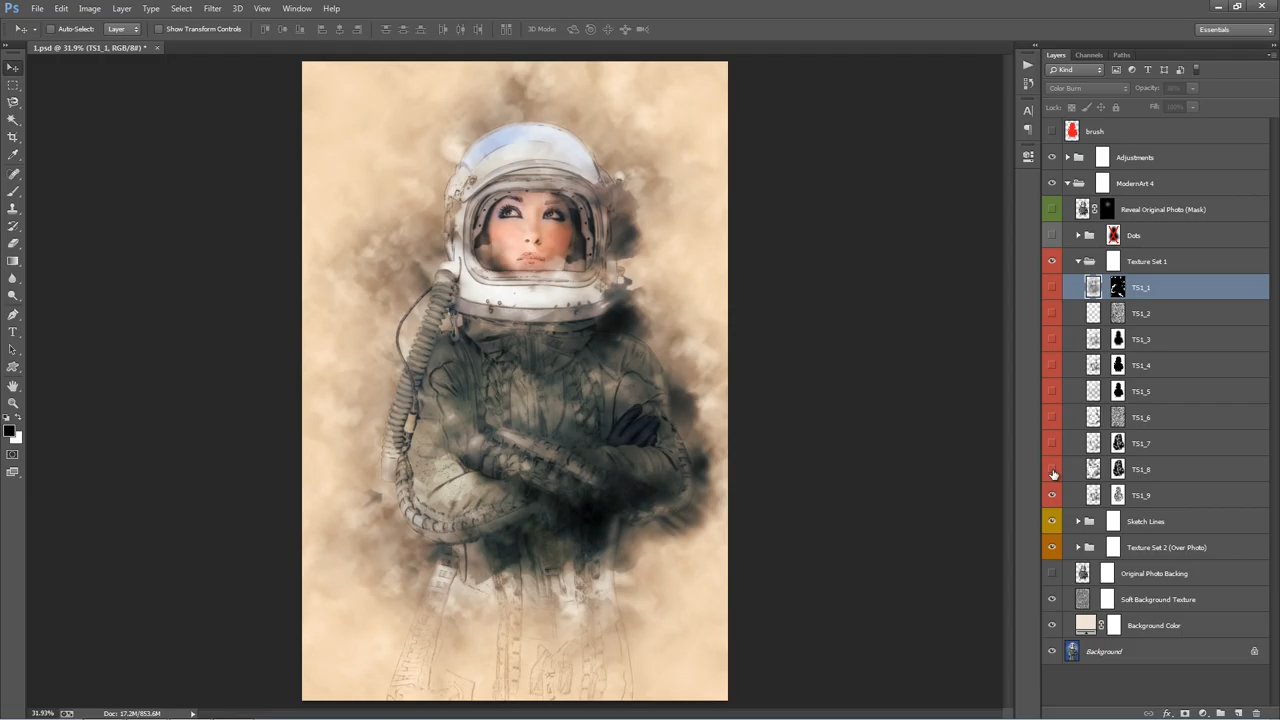 Ps File Edit Image Layer Type Select Filter 3D View Window Help
Auto-Select: Layer Show Transform Controls 3D Mode: Essentials
1.psd @ 31.9% (TS1_1, RGB/8#) *
Layers Channels Paths
Kind
Color Burn Opacity:
Lock: Fill:
brush
Adjustments
ModernArt 4
Reveal Original Photo (Mask)
Dots
Texture Set 1
TS1_1
TS1_2
TS1_3
TS1_4
TS1_5
TS1_6
TS1_7
TS1_8
TS1_9
Sketch Lines
Texture Set 2 (Over Photo)
Original Photo Backing
Soft Background Texture
Background Color
Background
31.93% Doc: 17.2M/853.6M